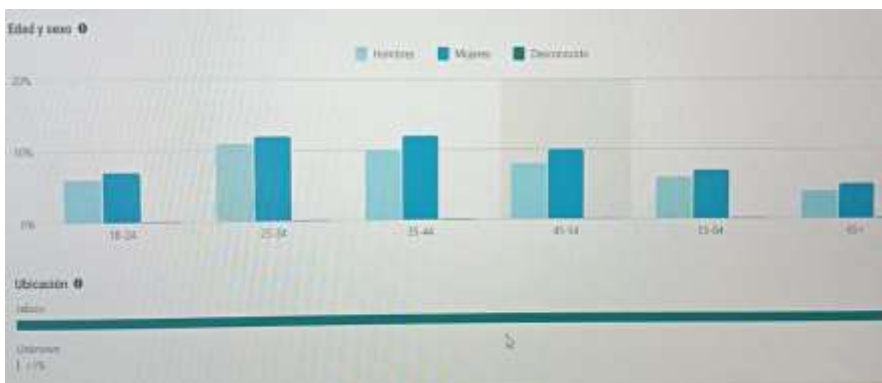 Edad y sexo
Hombres Mujeres Desconocido
20%
10%
0%
18-24 25-34 35-44 45-54 55-64 65+
Ubicación
Unknown
<1%